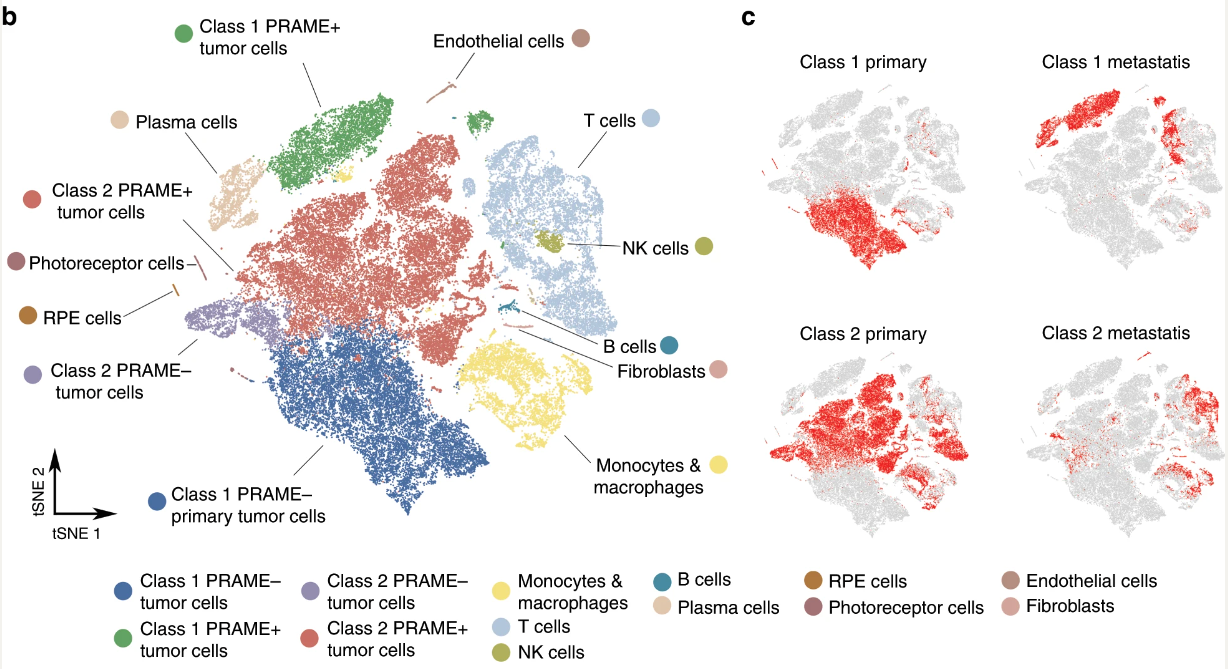 b
Class 1 PRAME+
tumor cells
Endothelial cells
Plasma cells
T cells
Class 2 PRAME+
tumor cells
NK cells
Photoreceptor cells
RPE cells
B cells
Class 2 PRAME–
tumor cells
Fibroblasts
Monocytes &
macrophages
Class 1 PRAME–
primary tumor cells
tSNE 2
tSNE 1
c
Class 1 primary
Class 1 metastatis
Class 2 primary
Class 2 metastatis
Class 1 PRAME–
tumor cells
Class 1 PRAME+
tumor cells
Class 2 PRAME–
tumor cells
Class 2 PRAME+
tumor cells
Monocytes &
macrophages
T cells
NK cells
B cells
Plasma cells
RPE cells
Photoreceptor cells
Endothelial cells
Fibroblasts